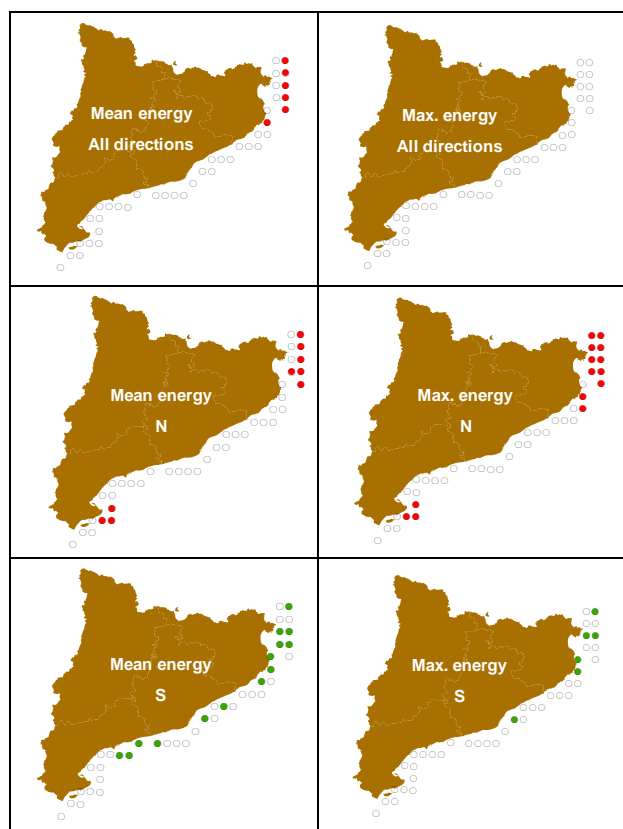 Mean energy
All directions
Max. energy
All directions
Mean energy
N
Max. energy
N
Mean energy
S
Max. energy
S